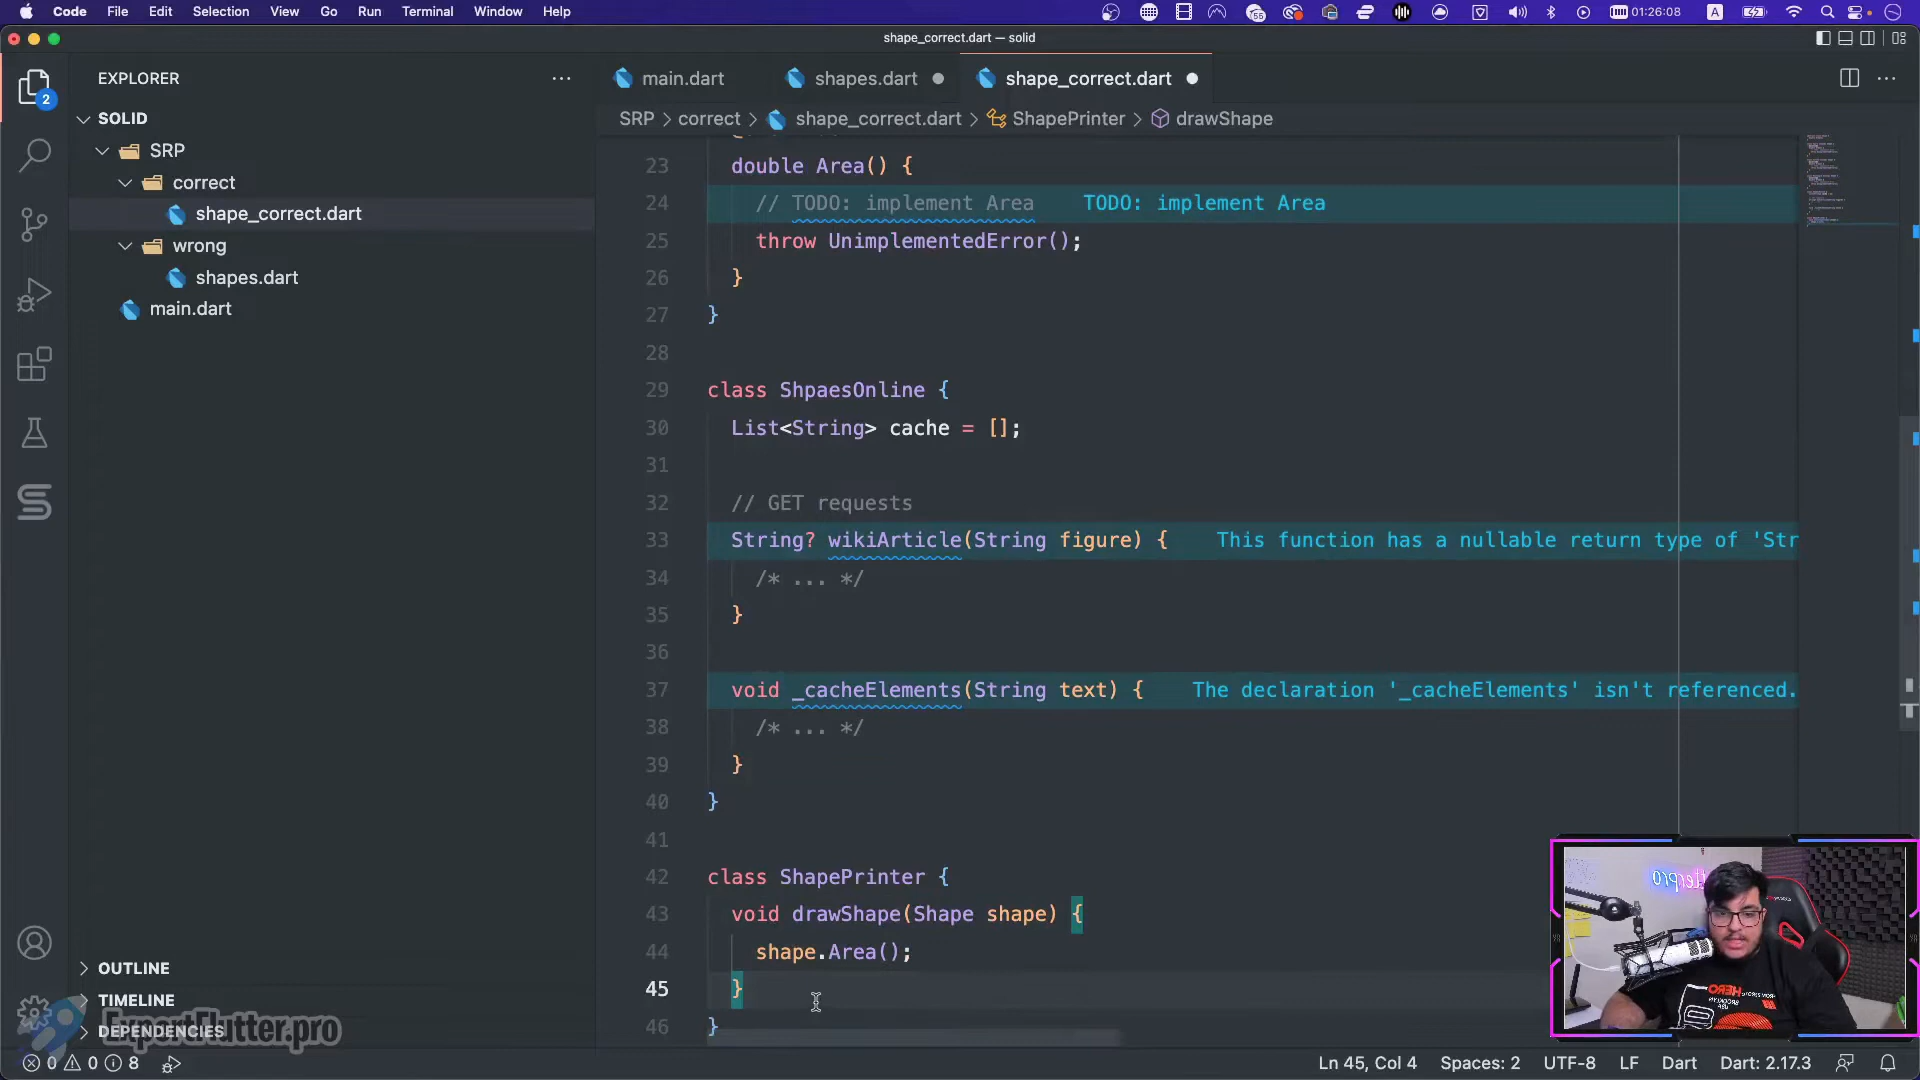 Code File Edit Selection View Go Run Terminal Window Help
55
01:26:08
A
shape_correct.dart — solid
EXPLORER
2
SOLID
SRP
correct
shape_correct.dart
wrong
shapes.dart
main.dart
OUTLINE
TIMELINE
DEPENDENCIES
ExpertFlutter.pro
main.dart
shapes.dart
shape_correct.dart
SRP > correct > shape_correct.dart > ShapePrinter > drawShape
23 double Area() {
24 // TODO: implement Area TODO: implement Area
25 throw UnimplementedError();
26 }
27 }
28
29 class ShpaesOnline {
30 List<String> cache = [];
31
32 // GET requests
33 String? wikiArticle(String figure) { This function has a nullable return type of 'Str
34 /* ... */
35 }
36
37 void _cacheElements(String text) { The declaration '_cacheElements' isn't referenced.
38 /* ... */
39 }
40 }
41
42 class ShapePrinter {
43 void drawShape(Shape shape) {
44 shape.Area();
45 }
46 }
HERO
BROOKLYN
0 0 8
Ln 45, Col 4 Spaces: 2 UTF-8 LF Dart Dart: 2.17.3